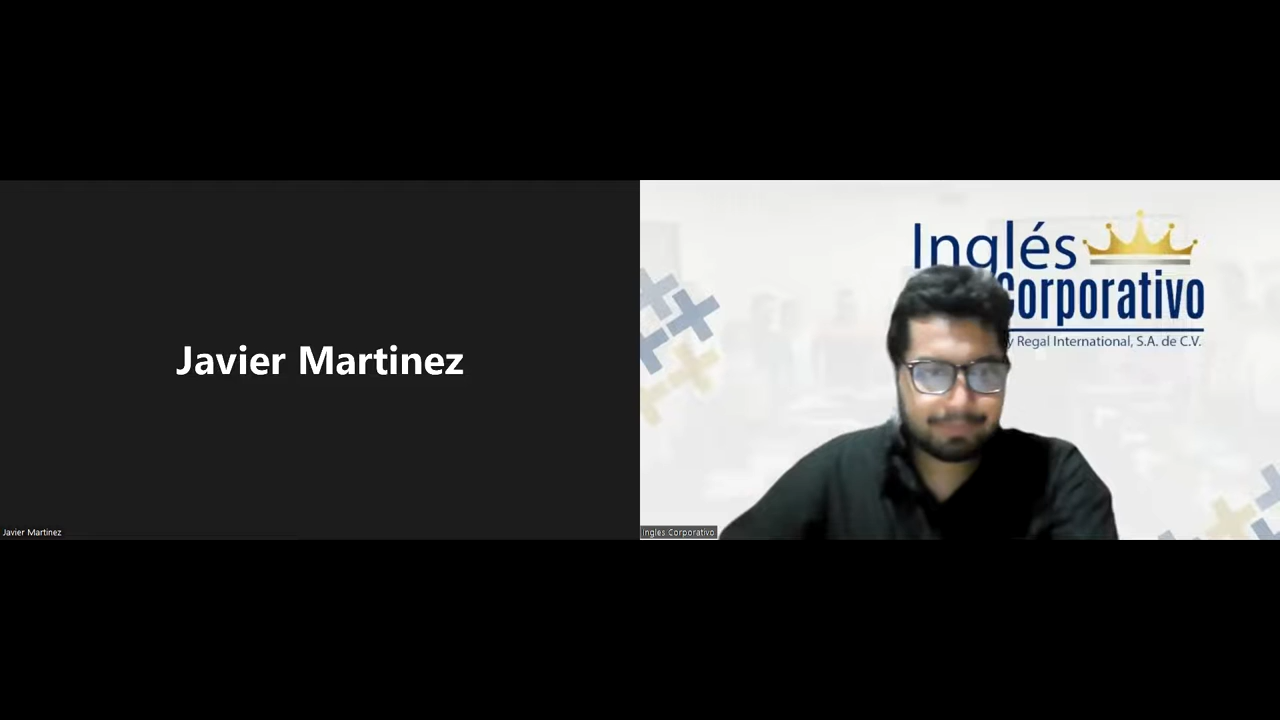 Javier Martinez
Javier Martinez
Inglés
Corporativo
y Regal International, S.A. de C.V.
Ingles Corporativo